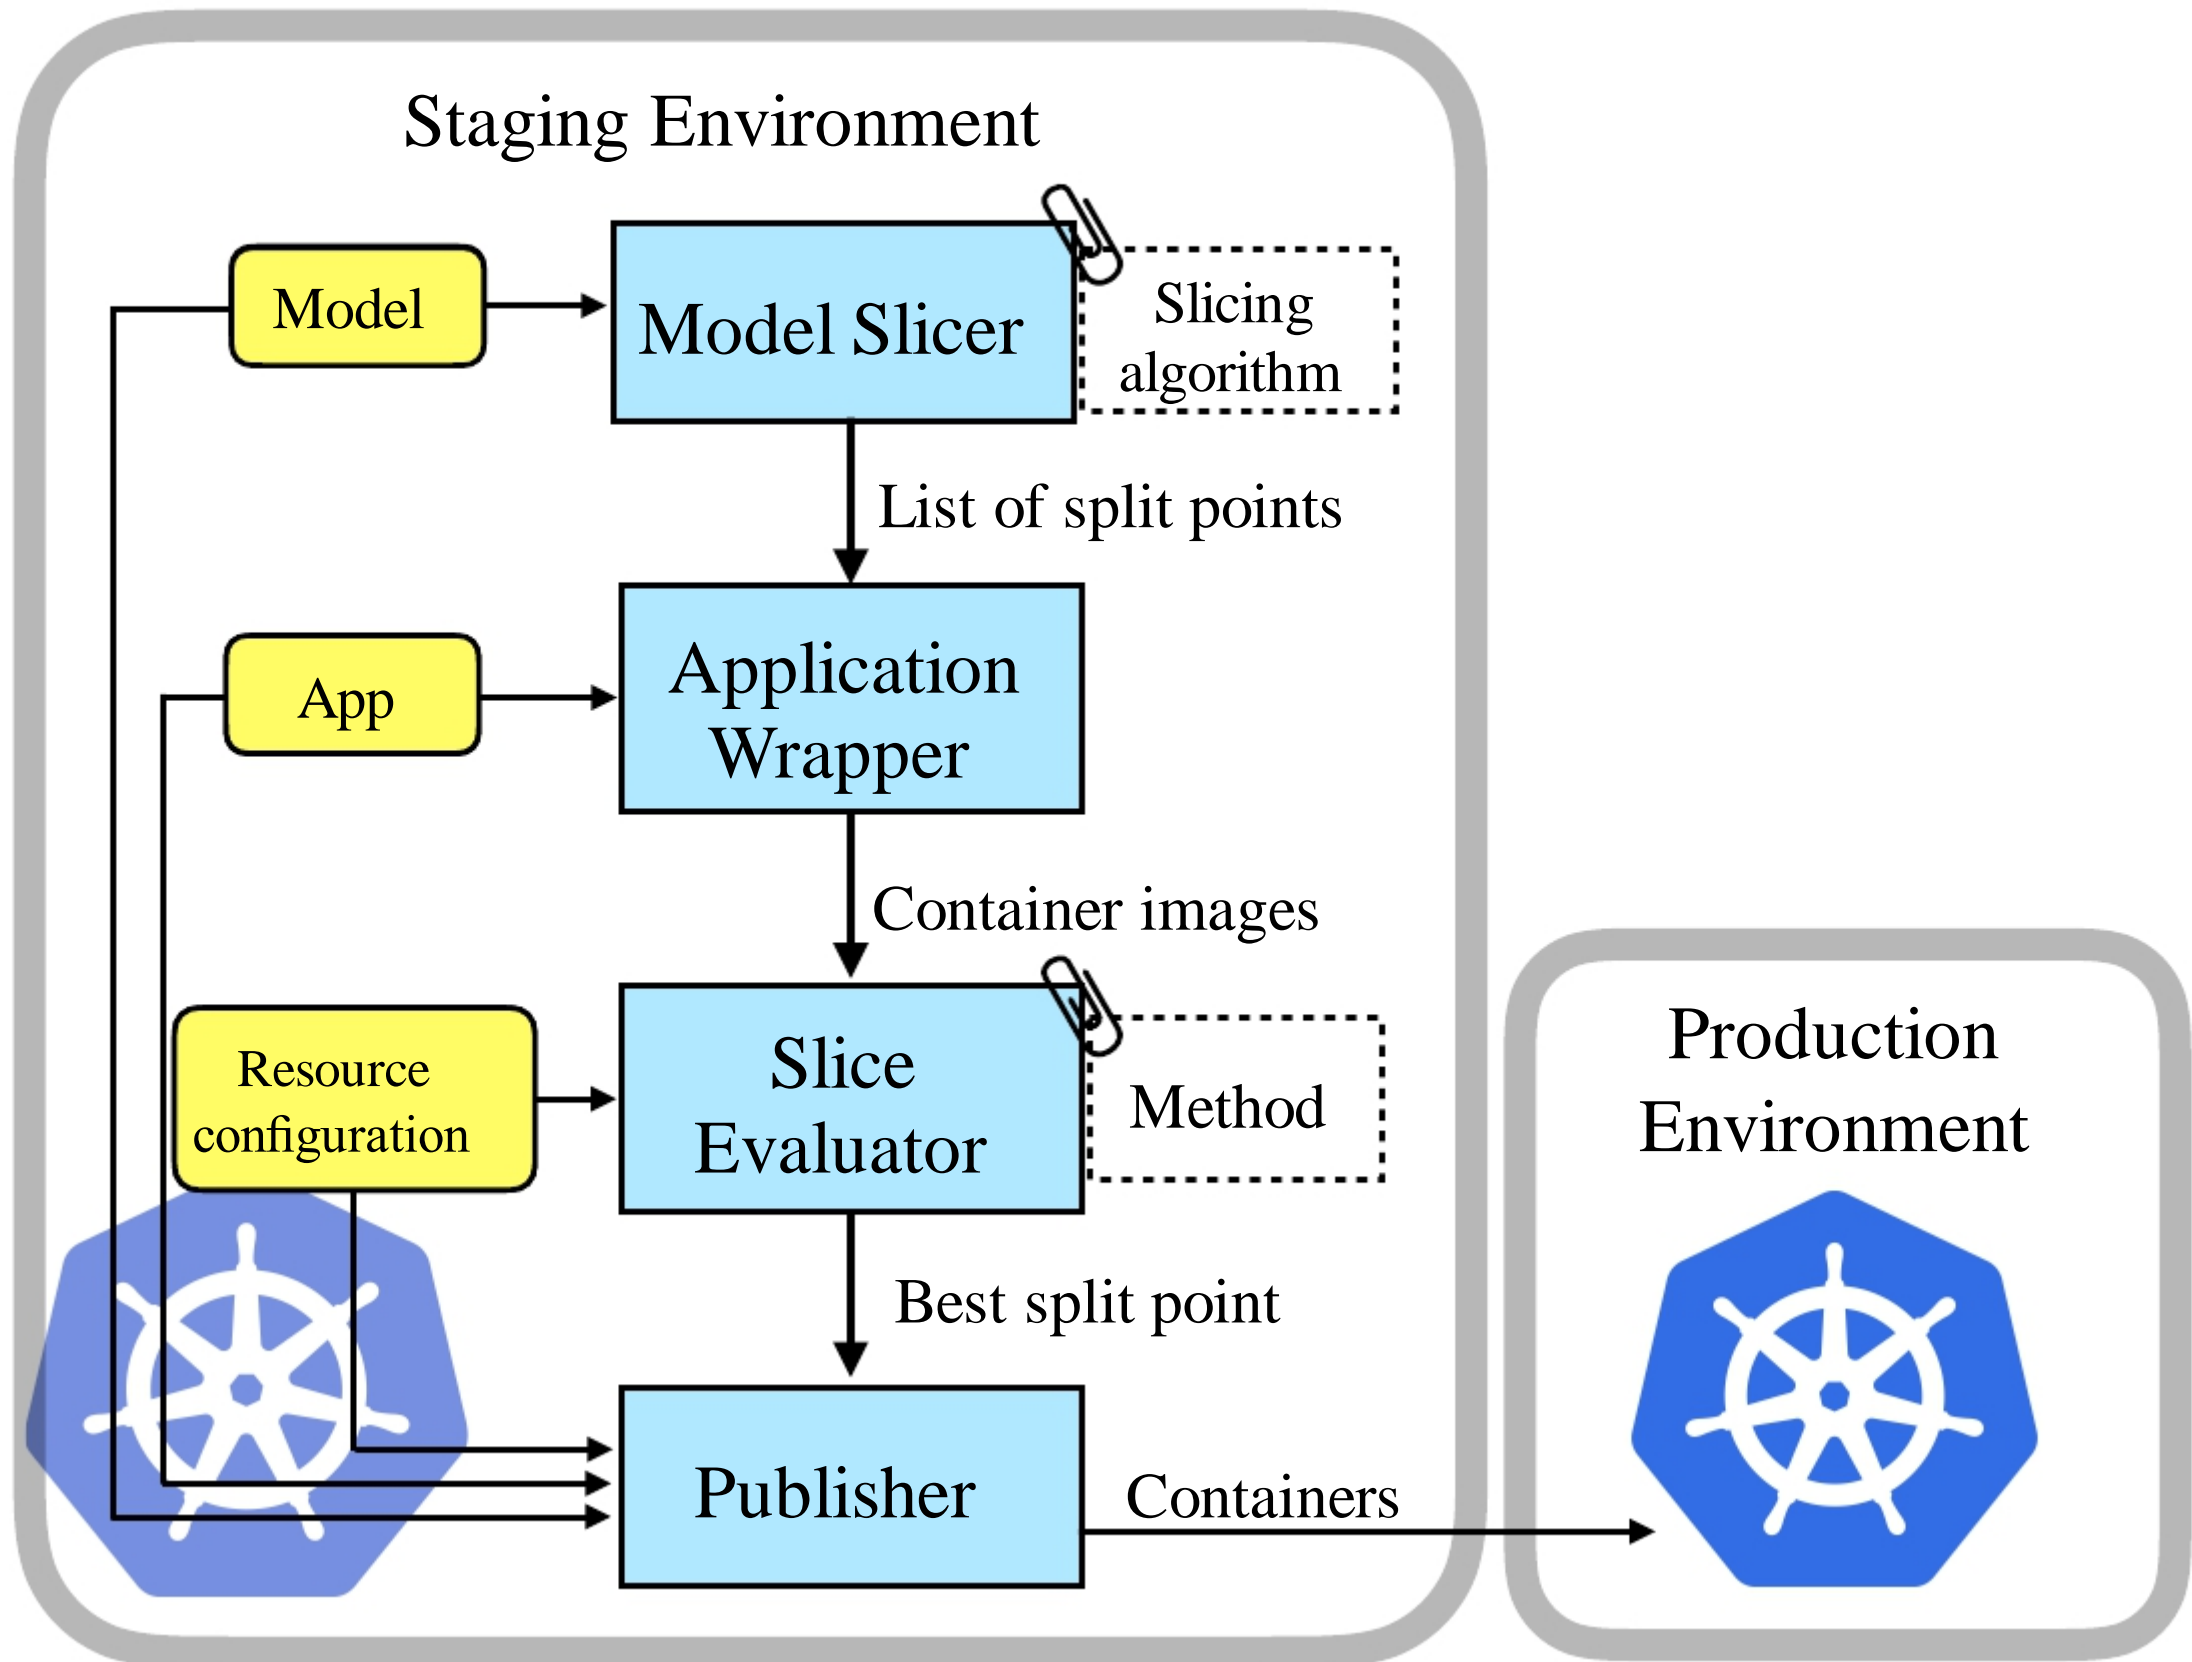 Staging Environment
Model
Model Slicer
Slicing
algorithm
List of split points
App
Application
Wrapper
Container images
Resource
configuration
Slice
Evaluator
Method
Best split point
Publisher
Containers
Production
Environment